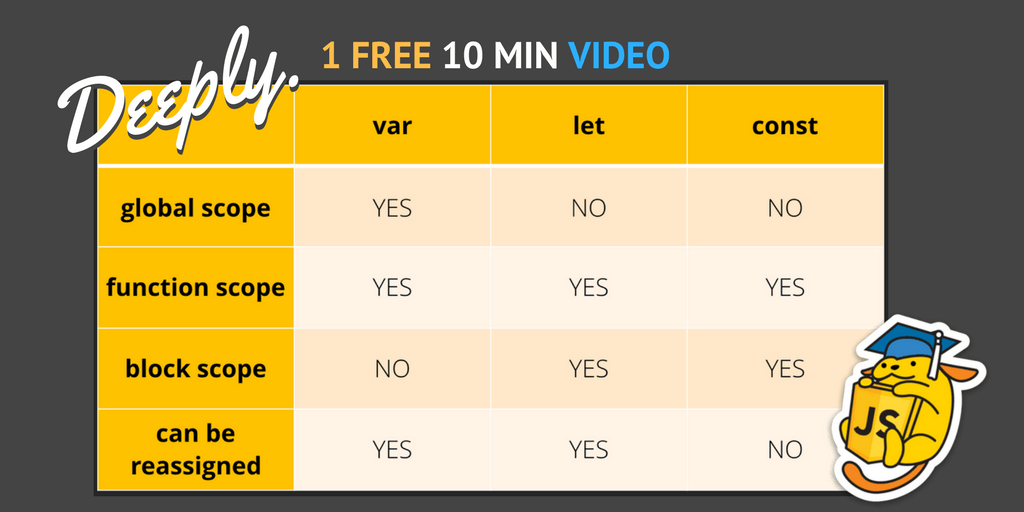 Deeply.
1 FREE 10 MIN VIDEO
var let const
global scope YES NO NO
function scope YES YES YES
block scope NO YES YES
can be
reassigned YES YES NO
JS